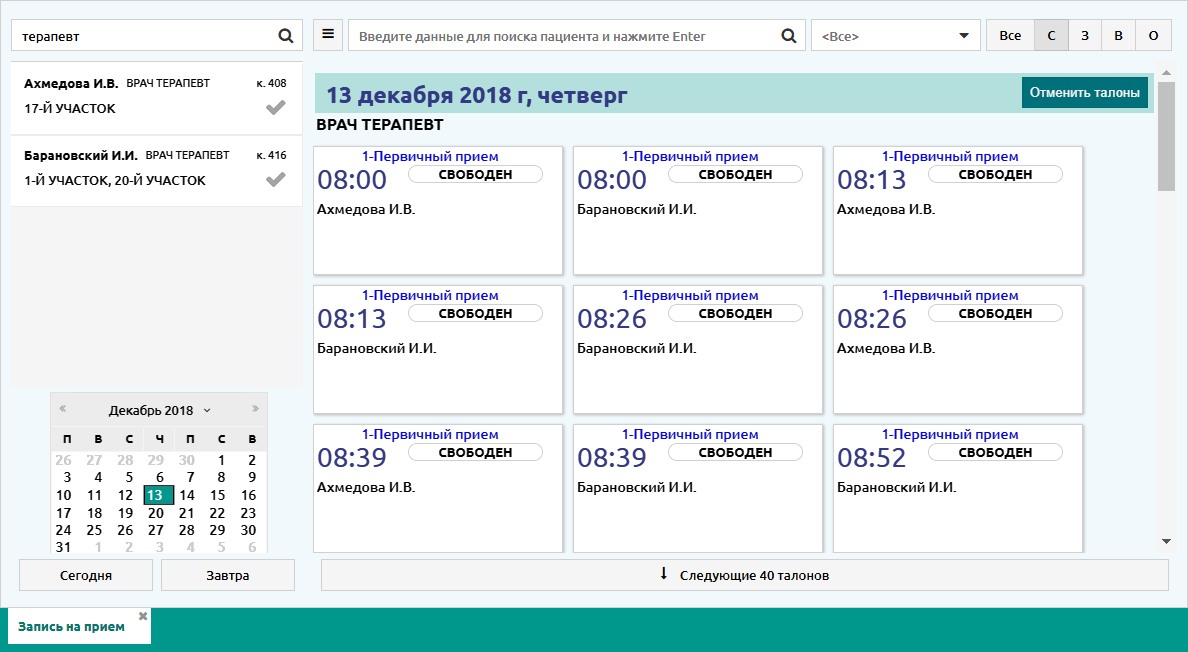 терапевт
Введите данные для поиска пациента и нажмите Enter
<Все>
Все С З В О
Ахмедова И.В. ВРАЧ ТЕРАПЕВТ к. 408
17-Й УЧАСТОК
Барановский И.И. ВРАЧ ТЕРАПЕВТ к. 416
1-Й УЧАСТОК, 20-Й УЧАСТОК
« Декабрь 2018 »
П В С Ч П С В
26 27 28 29 30 1 2
3 4 5 6 7 8 9
10 11 12 13 14 15 16
17 18 19 20 21 22 23
24 25 26 27 28 29 30
31 1 2 3 4 5 6
Сегодня Завтра
13 декабря 2018 г, четверг
Отменить талоны
ВРАЧ ТЕРАПЕВТ
1-Первичный прием
08:00 СВОБОДЕН
Ахмедова И.В.
1-Первичный прием
08:00 СВОБОДЕН
Барановский И.И.
1-Первичный прием
08:13 СВОБОДЕН
Ахмедова И.В.
1-Первичный прием
08:13 СВОБОДЕН
Барановский И.И.
1-Первичный прием
08:26 СВОБОДЕН
Барановский И.И.
1-Первичный прием
08:26 СВОБОДЕН
Ахмедова И.В.
1-Первичный прием
08:39 СВОБОДЕН
Ахмедова И.В.
1-Первичный прием
08:39 СВОБОДЕН
Барановский И.И.
1-Первичный прием
08:52 СВОБОДЕН
Барановский И.И.
Следующие 40 талонов
Запись на прием